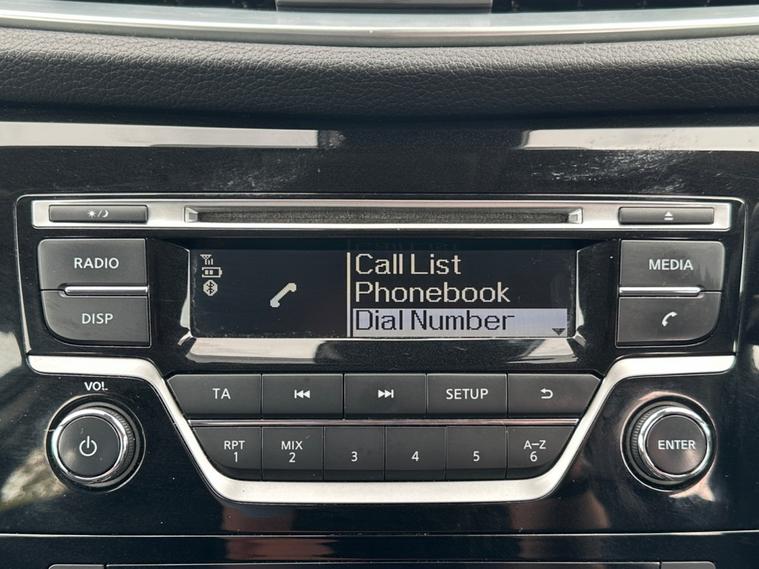 RADIO
DISP
Call List
Phonebook
Dial Number
MEDIA
VOL
TA
SETUP
RPT
1
MIX
2
3
4
5
A-Z
6
ENTER